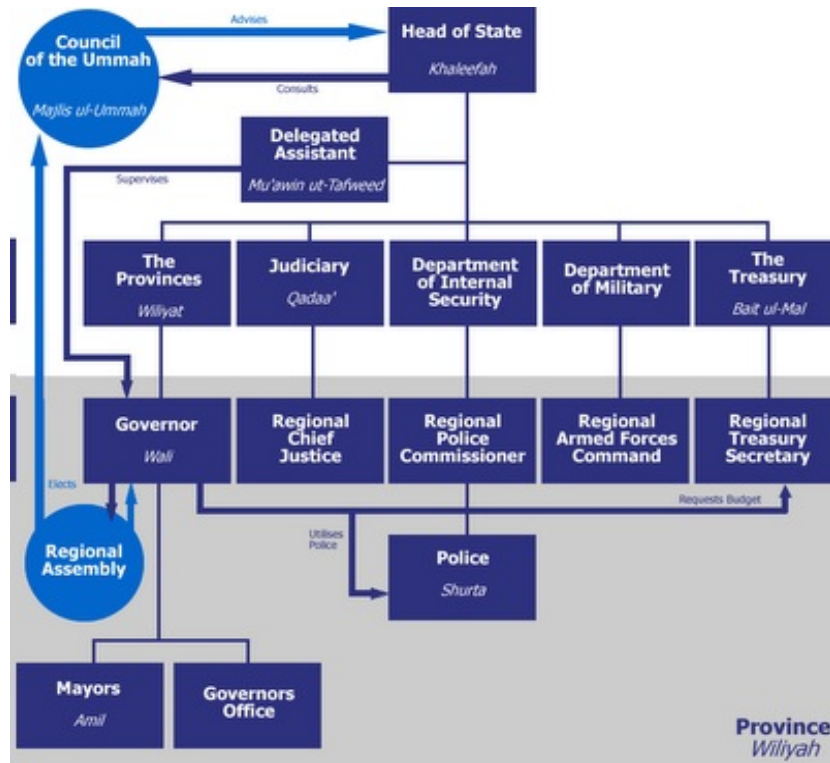 Council
of the Ummah
Majlis ul-Ummah
Advises
Head of State
Khaleefah
Consults
Delegated
Assistant
Mu'awin ut-Tafweed
Supervises
The
Provinces
Wiliyat
Judiciary
Qadaa'
Department
of Internal
Security
Department
of Military
The
Treasury
Bait ul-Mal
Governor
Wali
Regional
Chief
Justice
Regional
Police
Commissioner
Regional
Armed Forces
Command
Regional
Treasury
Secretary
Elects
Requests Budget
Utilises
Police
Regional
Assembly
Police
Shurta
Mayors
Amil
Governors
Office
Province
Wiliyah